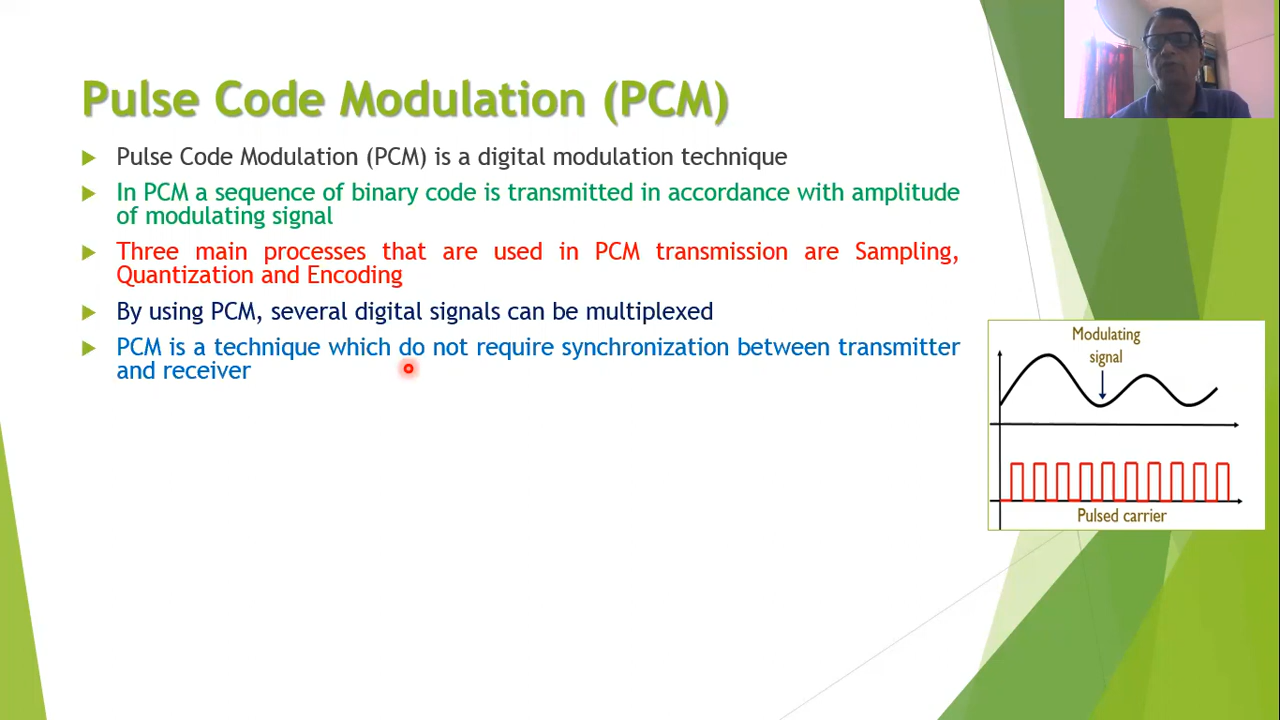 Pulse Code Modulation (PCM)
Pulse Code Modulation (PCM) is a digital modulation technique
In PCM a sequence of binary code is transmitted in accordance with amplitude
of modulating signal
Three main processes that are used in PCM transmission are Sampling,
Quantization and Encoding
By using PCM, several digital signals can be multiplexed
PCM is a technique which do not require synchronization between transmitter
and receiver
Modulating
signal
Pulsed carrier